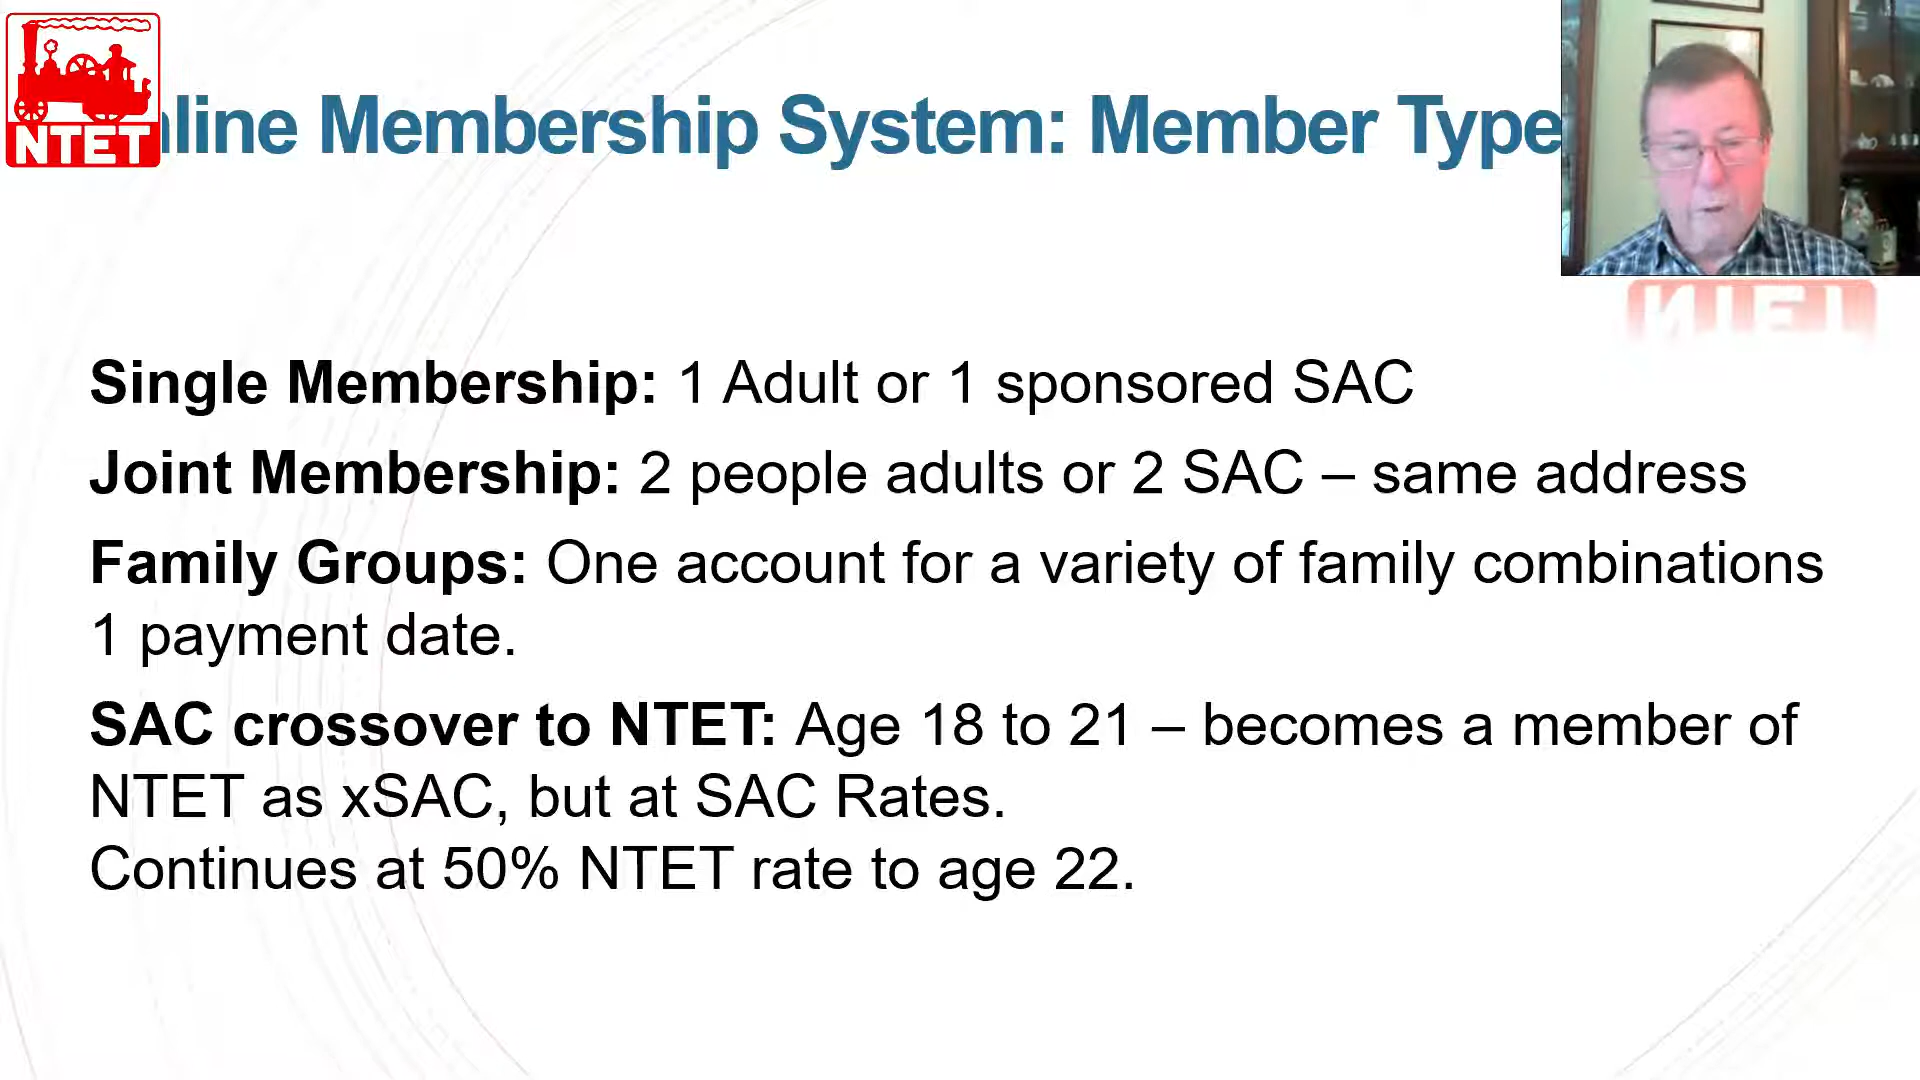 NTET
nline Membership System: Member Type
Single Membership: 1 Adult or 1 sponsored SAC
Joint Membership: 2 people adults or 2 SAC – same address
Family Groups: One account for a variety of family combinations
1 payment date.
SAC crossover to NTET: Age 18 to 21 – becomes a member of
NTET as xSAC, but at SAC Rates.
Continues at 50% NTET rate to age 22.